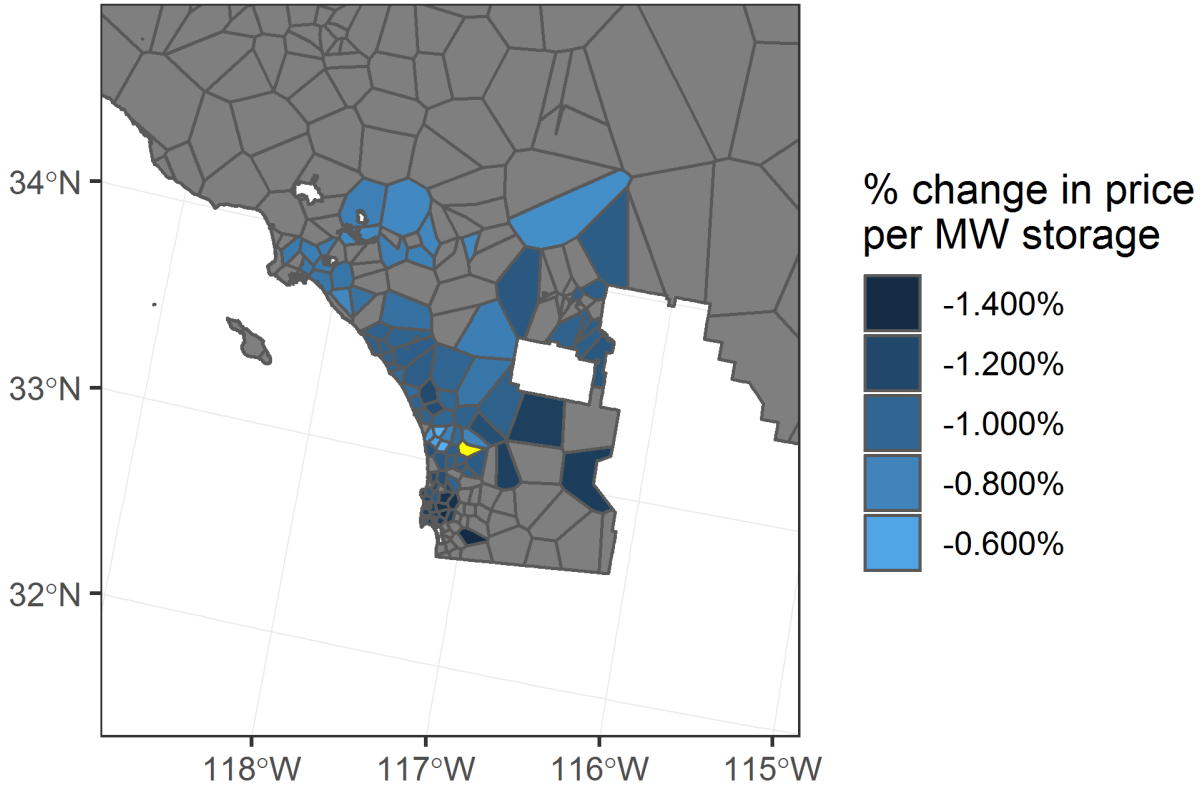 34°N
33°N
32°N
118°W
117°W
116°W
115°W
% change in price
per MW storage
-1.400%
-1.200%
-1.000%
-0.800%
-0.600%